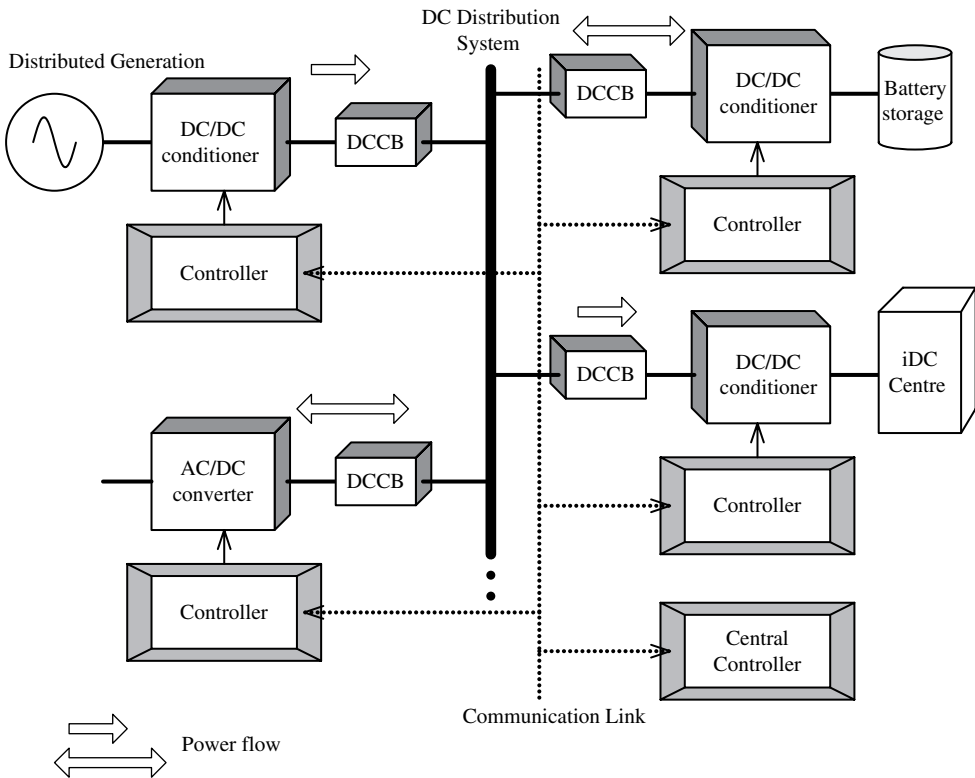 DC Distribution
System
Distributed Generation
DC/DC
conditioner
DCCB
DCCB
DC/DC
conditioner
Battery
storage
Controller
Controller
DCCB
DC/DC
conditioner
iDC
Centre
AC/DC
converter
DCCB
Controller
Controller
Central
Controller
Communication Link
Power flow